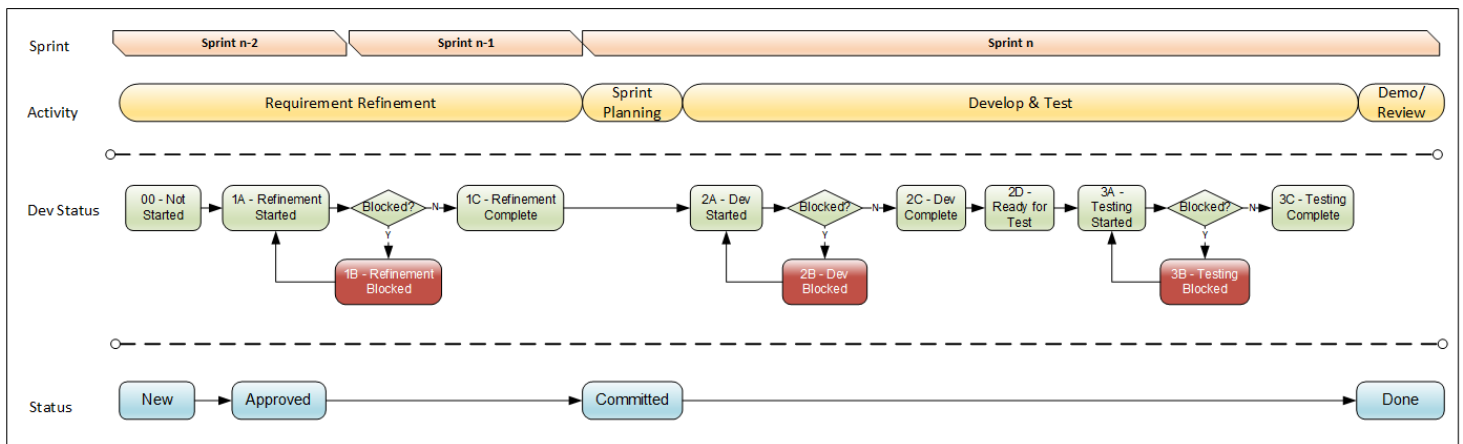 Sprint
Sprint n-2
Sprint n-1
Sprint n
Activity
Requirement Refinement
Sprint
Planning
Develop & Test
Demo/
Review
Dev Status
00 - Not
Started
1A - Refinement
Started
Blocked?
N
Y
1B - Refinement
Blocked
1C - Refinement
Complete
2A - Dev
Started
Blocked?
N
Y
2B - Dev
Blocked
2C - Dev
Complete
2D -
Ready for
Test
3A -
Testing
Started
Blocked?
N
Y
3B - Testing
Blocked
3C - Testing
Complete
Status
New
Approved
Committed
Done